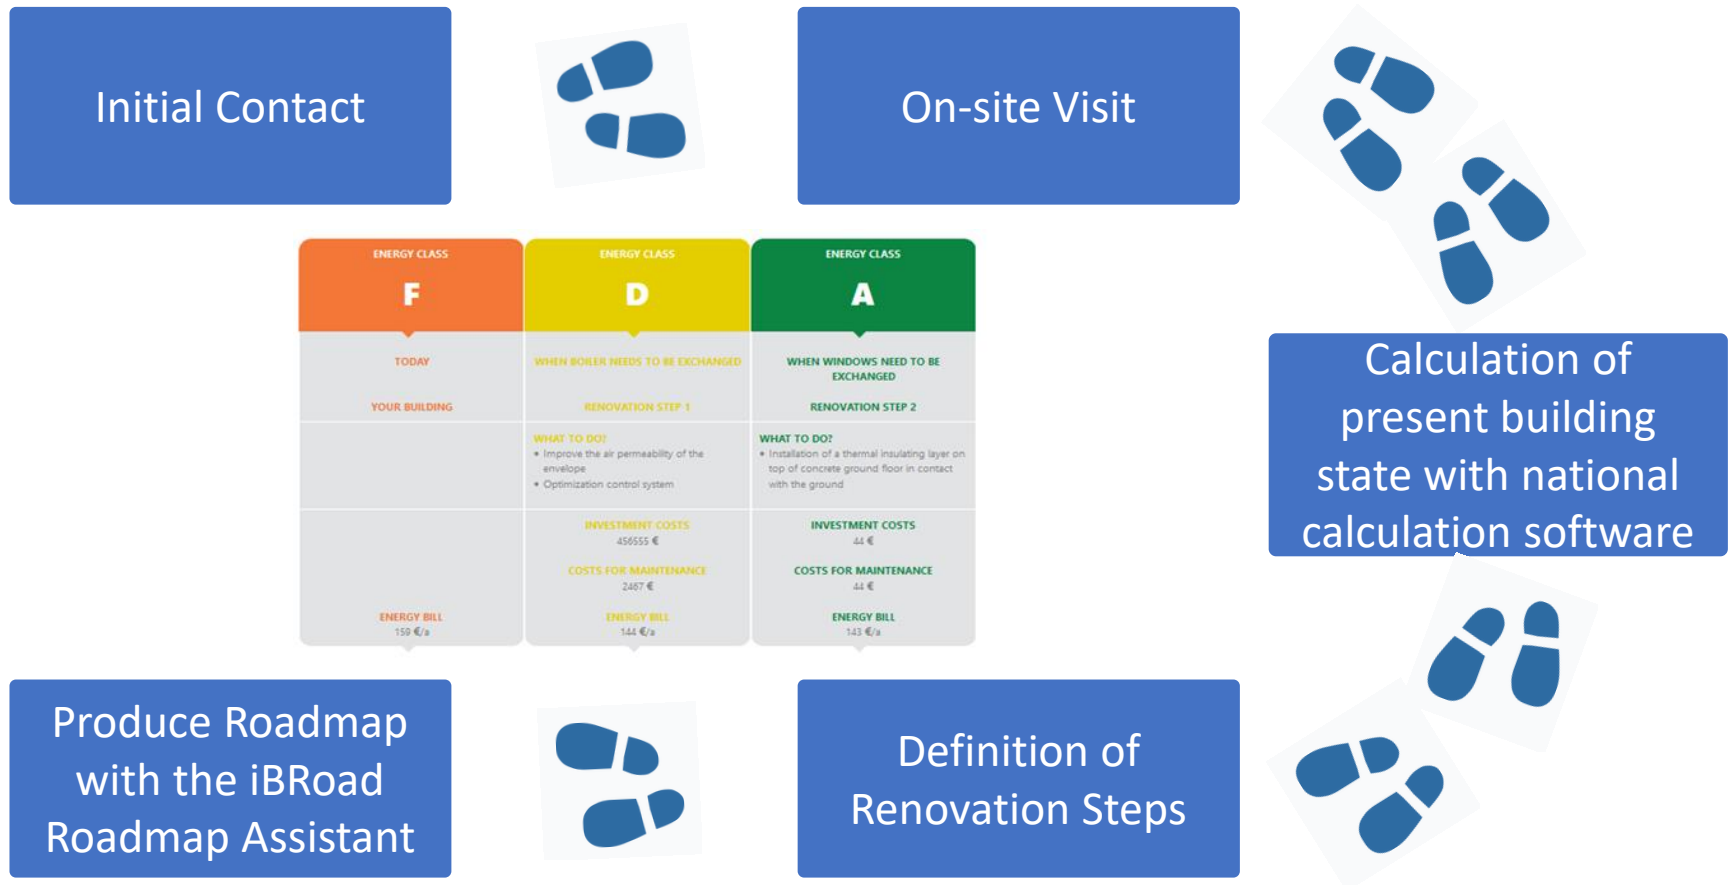 Initial Contact
On-site Visit
ENERGY CLASS
F
ENERGY CLASS
D
ENERGY CLASS
A
TODAY
YOUR BUILDING
WHEN BOILER NEEDS TO BE EXCHANGED
RENOVATION STEP 1
WHEN WINDOWS NEED TO BE
EXCHANGED
RENOVATION STEP 2
WHAT TO DO?
• Improve the air permeability of the
envelope
• Optimization control system
WHAT TO DO?
• Installation of a thermal insulating layer on
top of concrete ground floor in contact
with the ground
INVESTMENT COSTS
456555 €
COSTS FOR MAINTENANCE
2467 €
INVESTMENT COSTS
44 €
COSTS FOR MAINTENANCE
44 €
ENERGY BILL
159 €/a
ENERGY BILL
144 €/a
ENERGY BILL
143 €/a
Calculation of
present building
state with national
calculation software
Definition of
Renovation Steps
Produce Roadmap
with the iBRoad
Roadmap Assistant